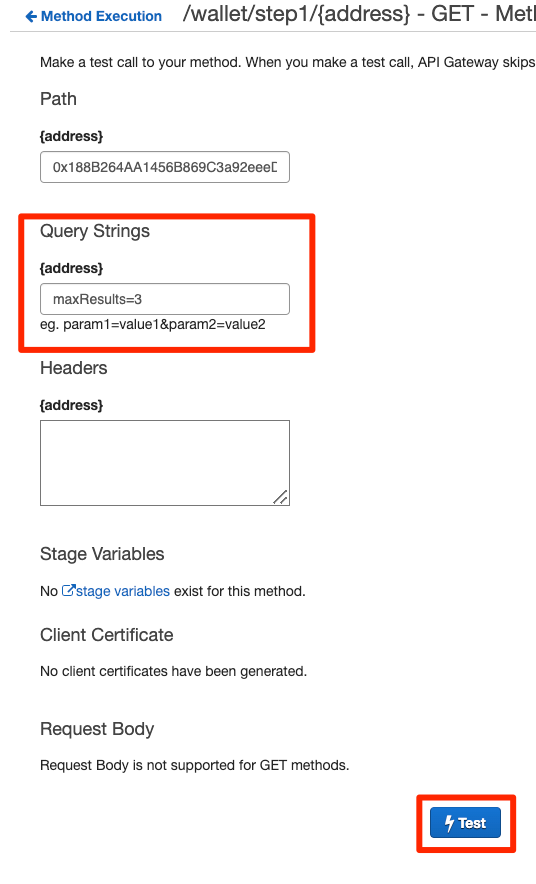 Method Execution /wallet/step1/{address} - GET - Met
Make a test call to your method. When you make a test call, API Gateway skips
Path
{address}
0x188B264AA1456B869C3a92eeeD
Query Strings
{address}
maxResults=3
eg. param1=value1&param2=value2
Headers
{address}
Stage Variables
No stage variables exist for this method.
Client Certificate
No client certificates have been generated.
Request Body
Request Body is not supported for GET methods.
Test